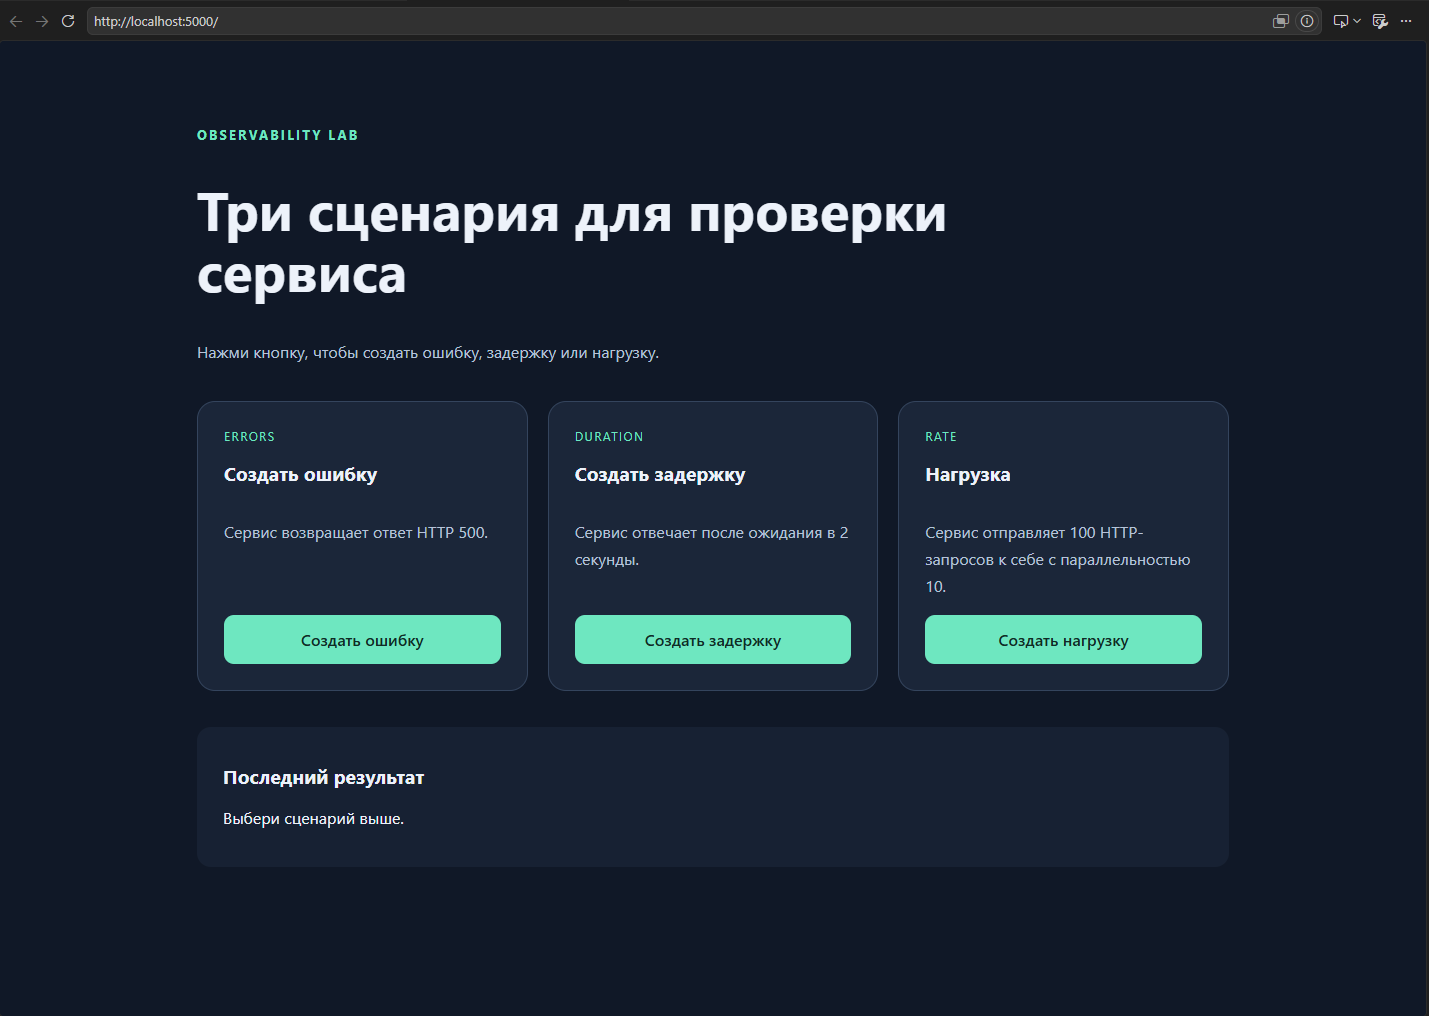 http://localhost:5000/
OBSERVABILITY LAB
Три сценария для проверки
сервиса
Нажми кнопку, чтобы создать ошибку, задержку или нагрузку.
ERRORS
Создать ошибку
Сервис возвращает ответ HTTP 500.
Создать ошибку
DURATION
Создать задержку
Сервис отвечает после ожидания в 2
секунды.
Создать задержку
RATE
Нагрузка
Сервис отправляет 100 HTTP-
запросов к себе с параллельностью
10.
Создать нагрузку
Последний результат
Выбери сценарий выше.